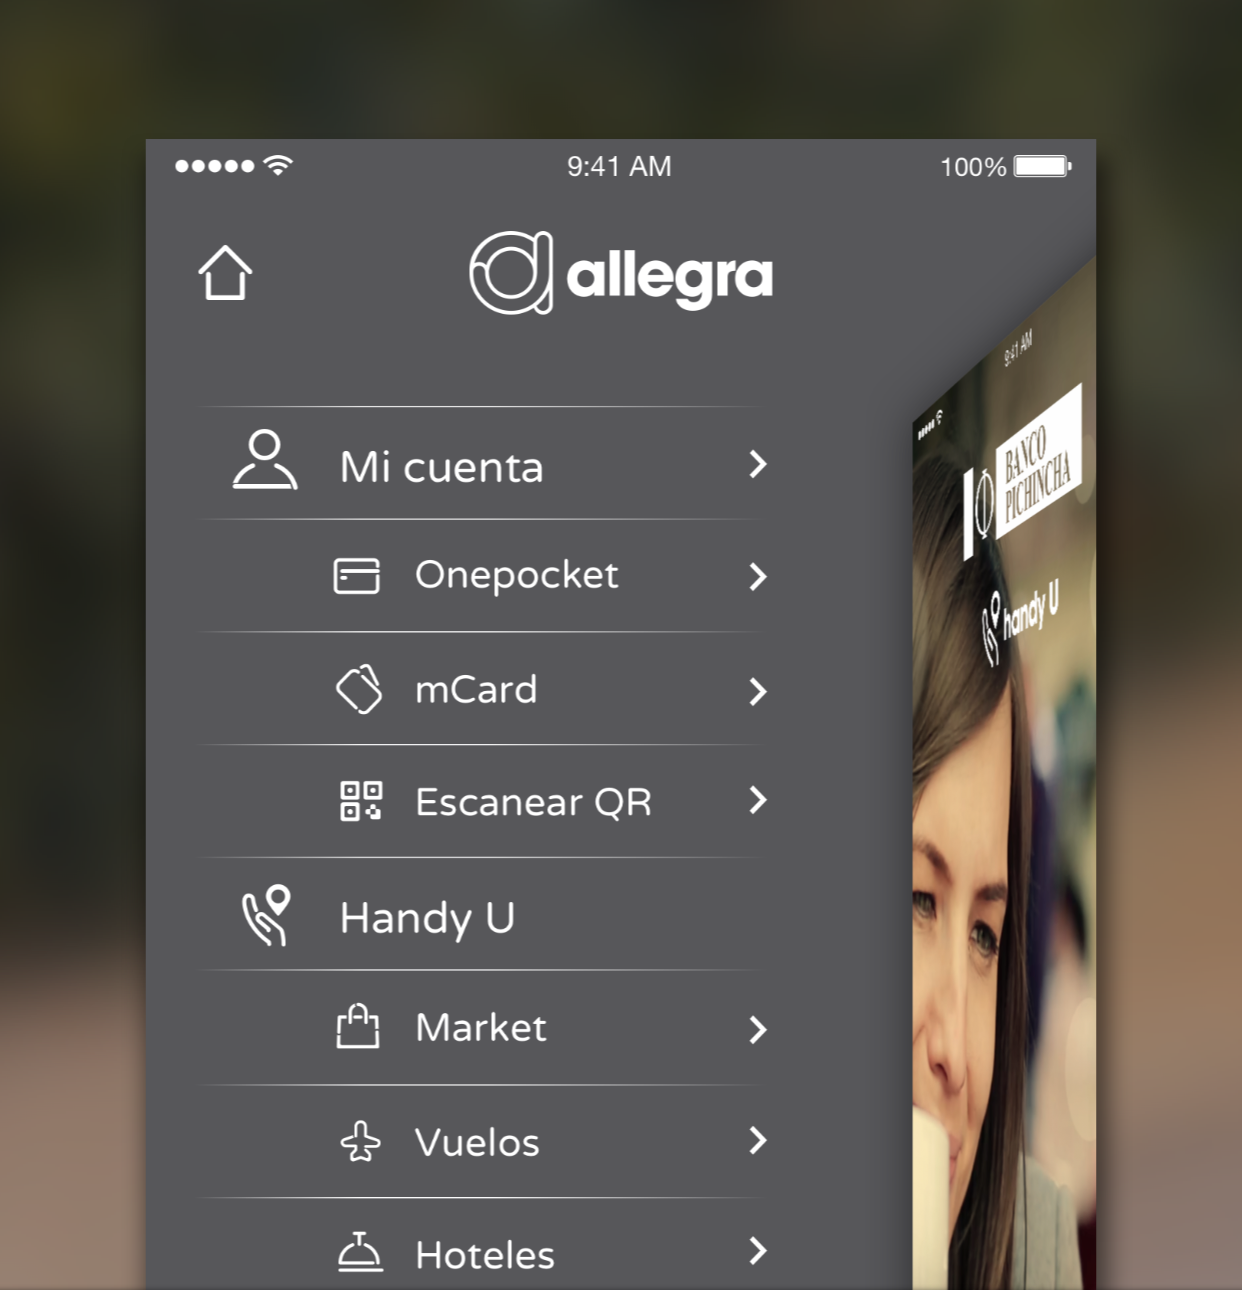 9:41 AM
100%
allegra
Mi cuenta
Onepocket
mCard
Escanear QR
Handy U
Market
Vuelos
Hoteles
9:41 AM
BANCO
PICHINCHA
handy U